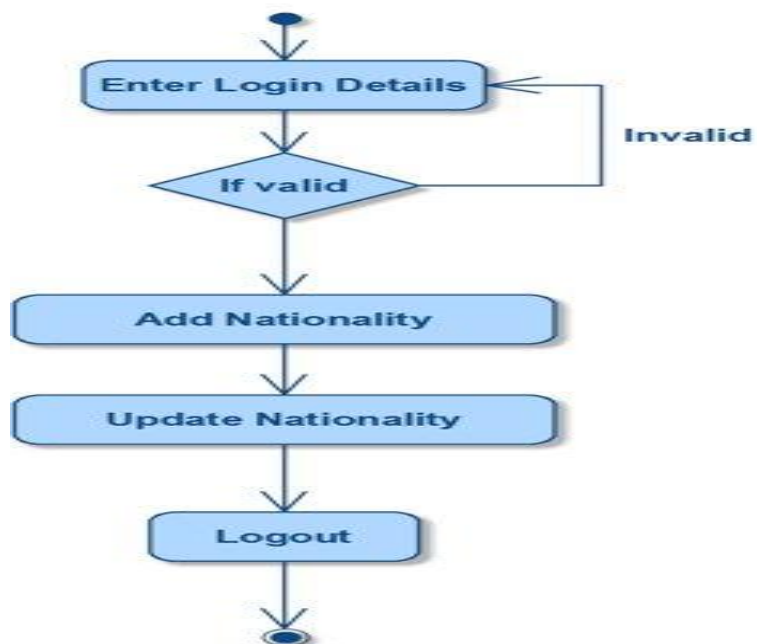 Enter Login Details
Invalid
If valid
Add Nationality
Update Nationality
Logout